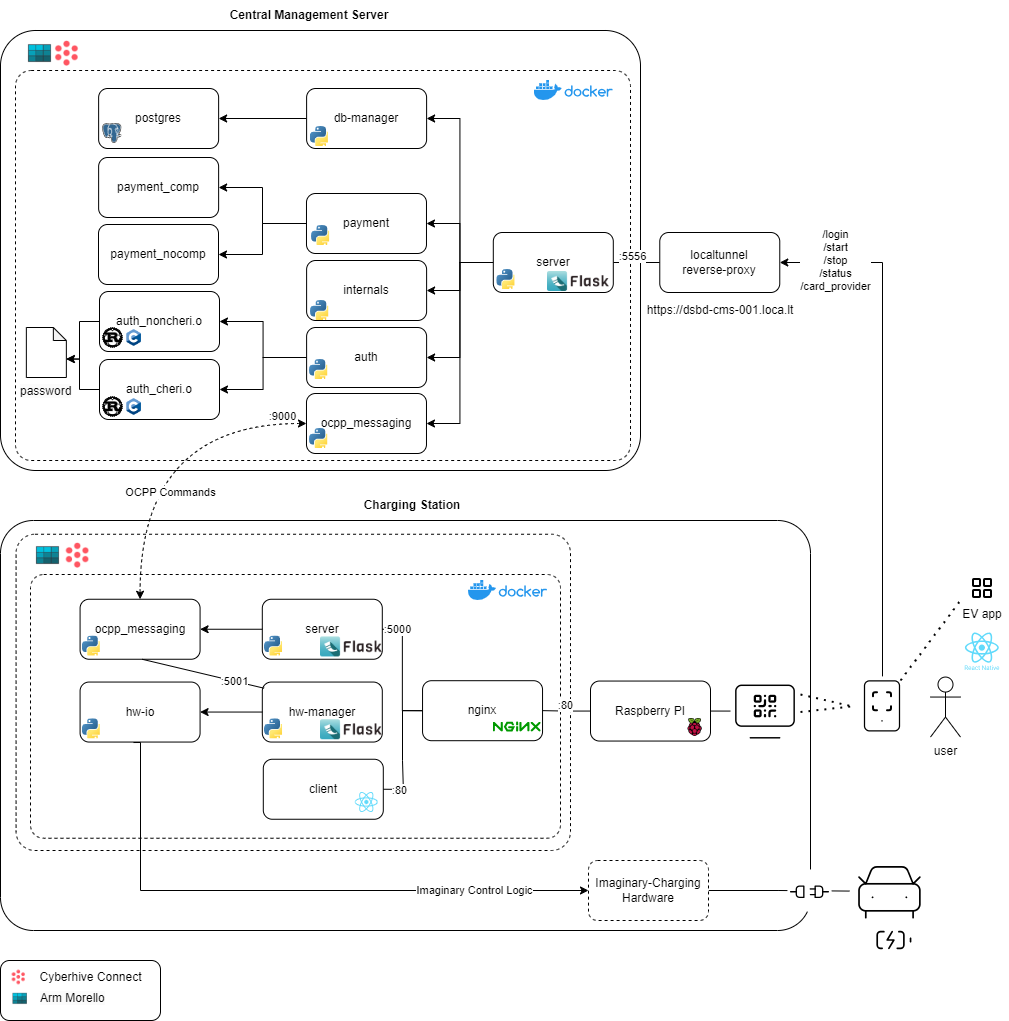 Central Management Server
docker
postgres
db-manager
payment_comp
payment
payment_nocomp
internals
server
Flask
:5556
localtunnel
reverse-proxy
https://dsbd-cms-001.loca.lt
/login
/start
/stop
/status
/card_provider
auth_noncheri.o
auth
auth_cheri.o
password
:9000
ocpp_messaging
OCPP Commands
Charging Station
docker
ocpp_messaging
server
Flask
:5000
:5001
hw-io
hw-manager
Flask
nginx
NGINX
:80
client
:80
Raspberry PI
EV app
React Native
user
Imaginary Control Logic
Imaginary-Charging
Hardware
Cyberhive Connect
Arm Morello